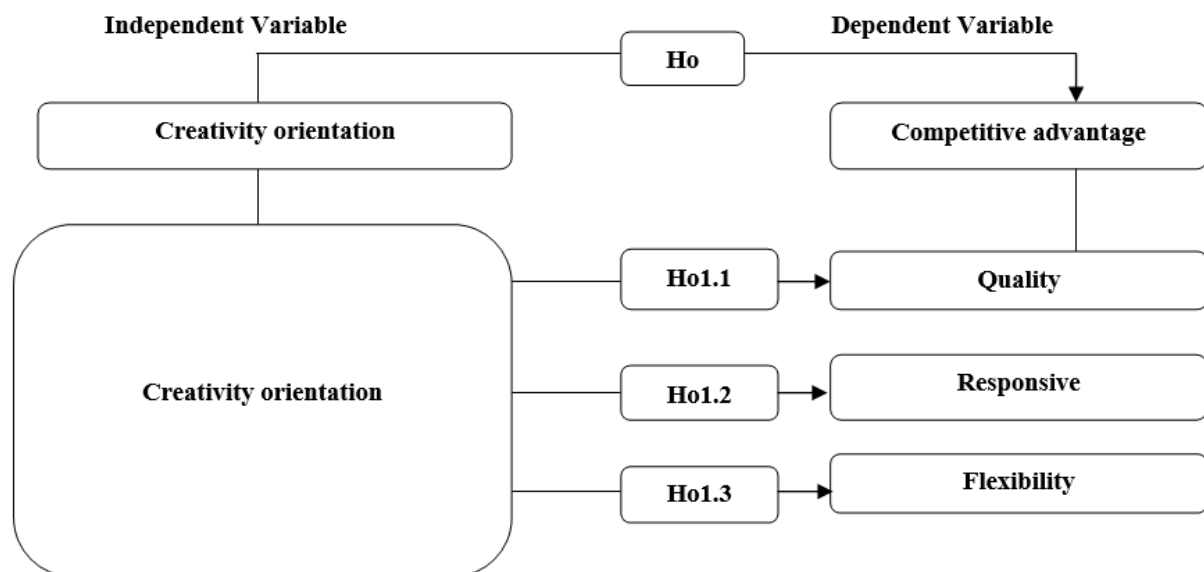 Independent Variable
Dependent Variable
Ho
Creativity orientation
Competitive advantage
Ho1.1
Quality
Creativity orientation
Ho1.2
Responsive
Ho1.3
Flexibility